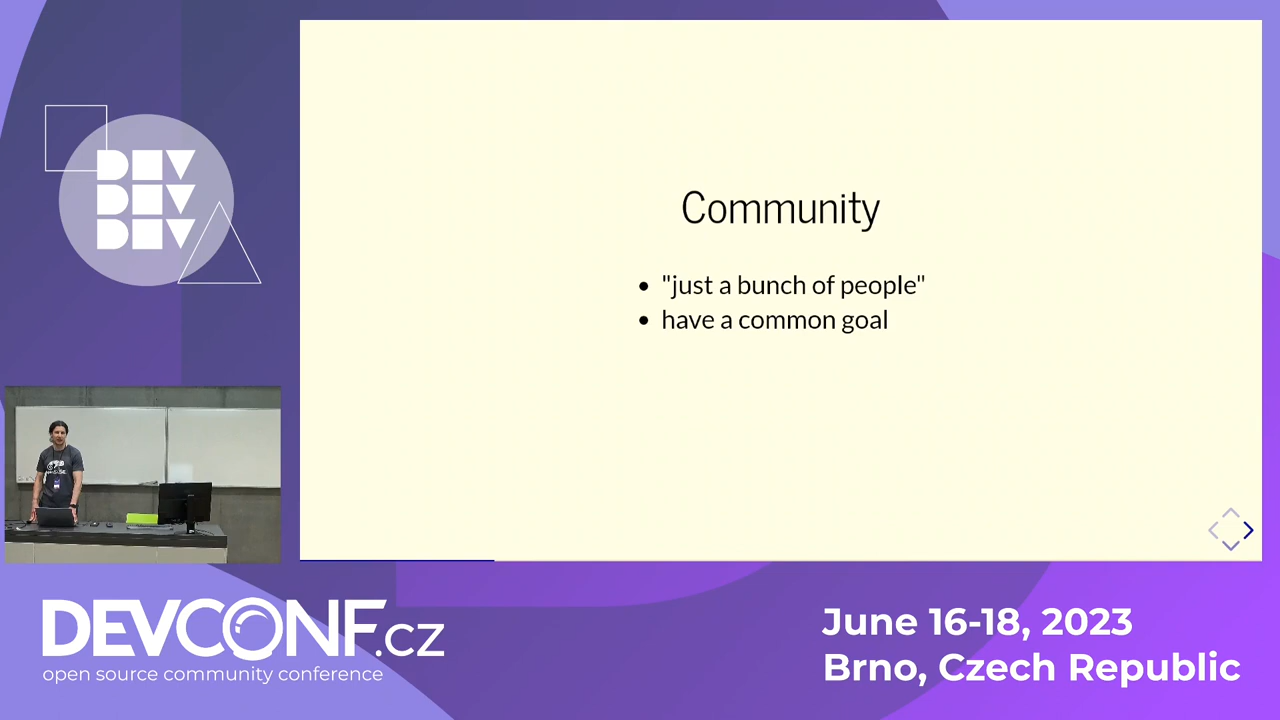 DEV
DEV
DEV
Community
"just a bunch of people"
have a common goal
DEVCONF.CZ
open source community conference
June 16-18, 2023
Brno, Czech Republic